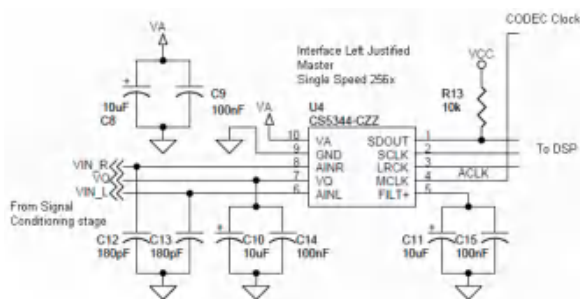 CODEC Clock
VA
Interface Left Justified
Master
Single Speed 256x
VCC
10uF
C8
C9
100nF
VA
U4
CS5344-CZZ
R13
10k
10 VA SDOUT 1
9 GND SCLK 2
8 AINR LRCK 3
7 VQ MCLK 4
6 AINL FILT+ 5
VIN_R
VQ
VIN_L
To DSP
ACLK
From Signal
Conditioning stage
C12
180pF
C13
180pF
C10
10uF
C14
100nF
C11
10uF
C15
100nF